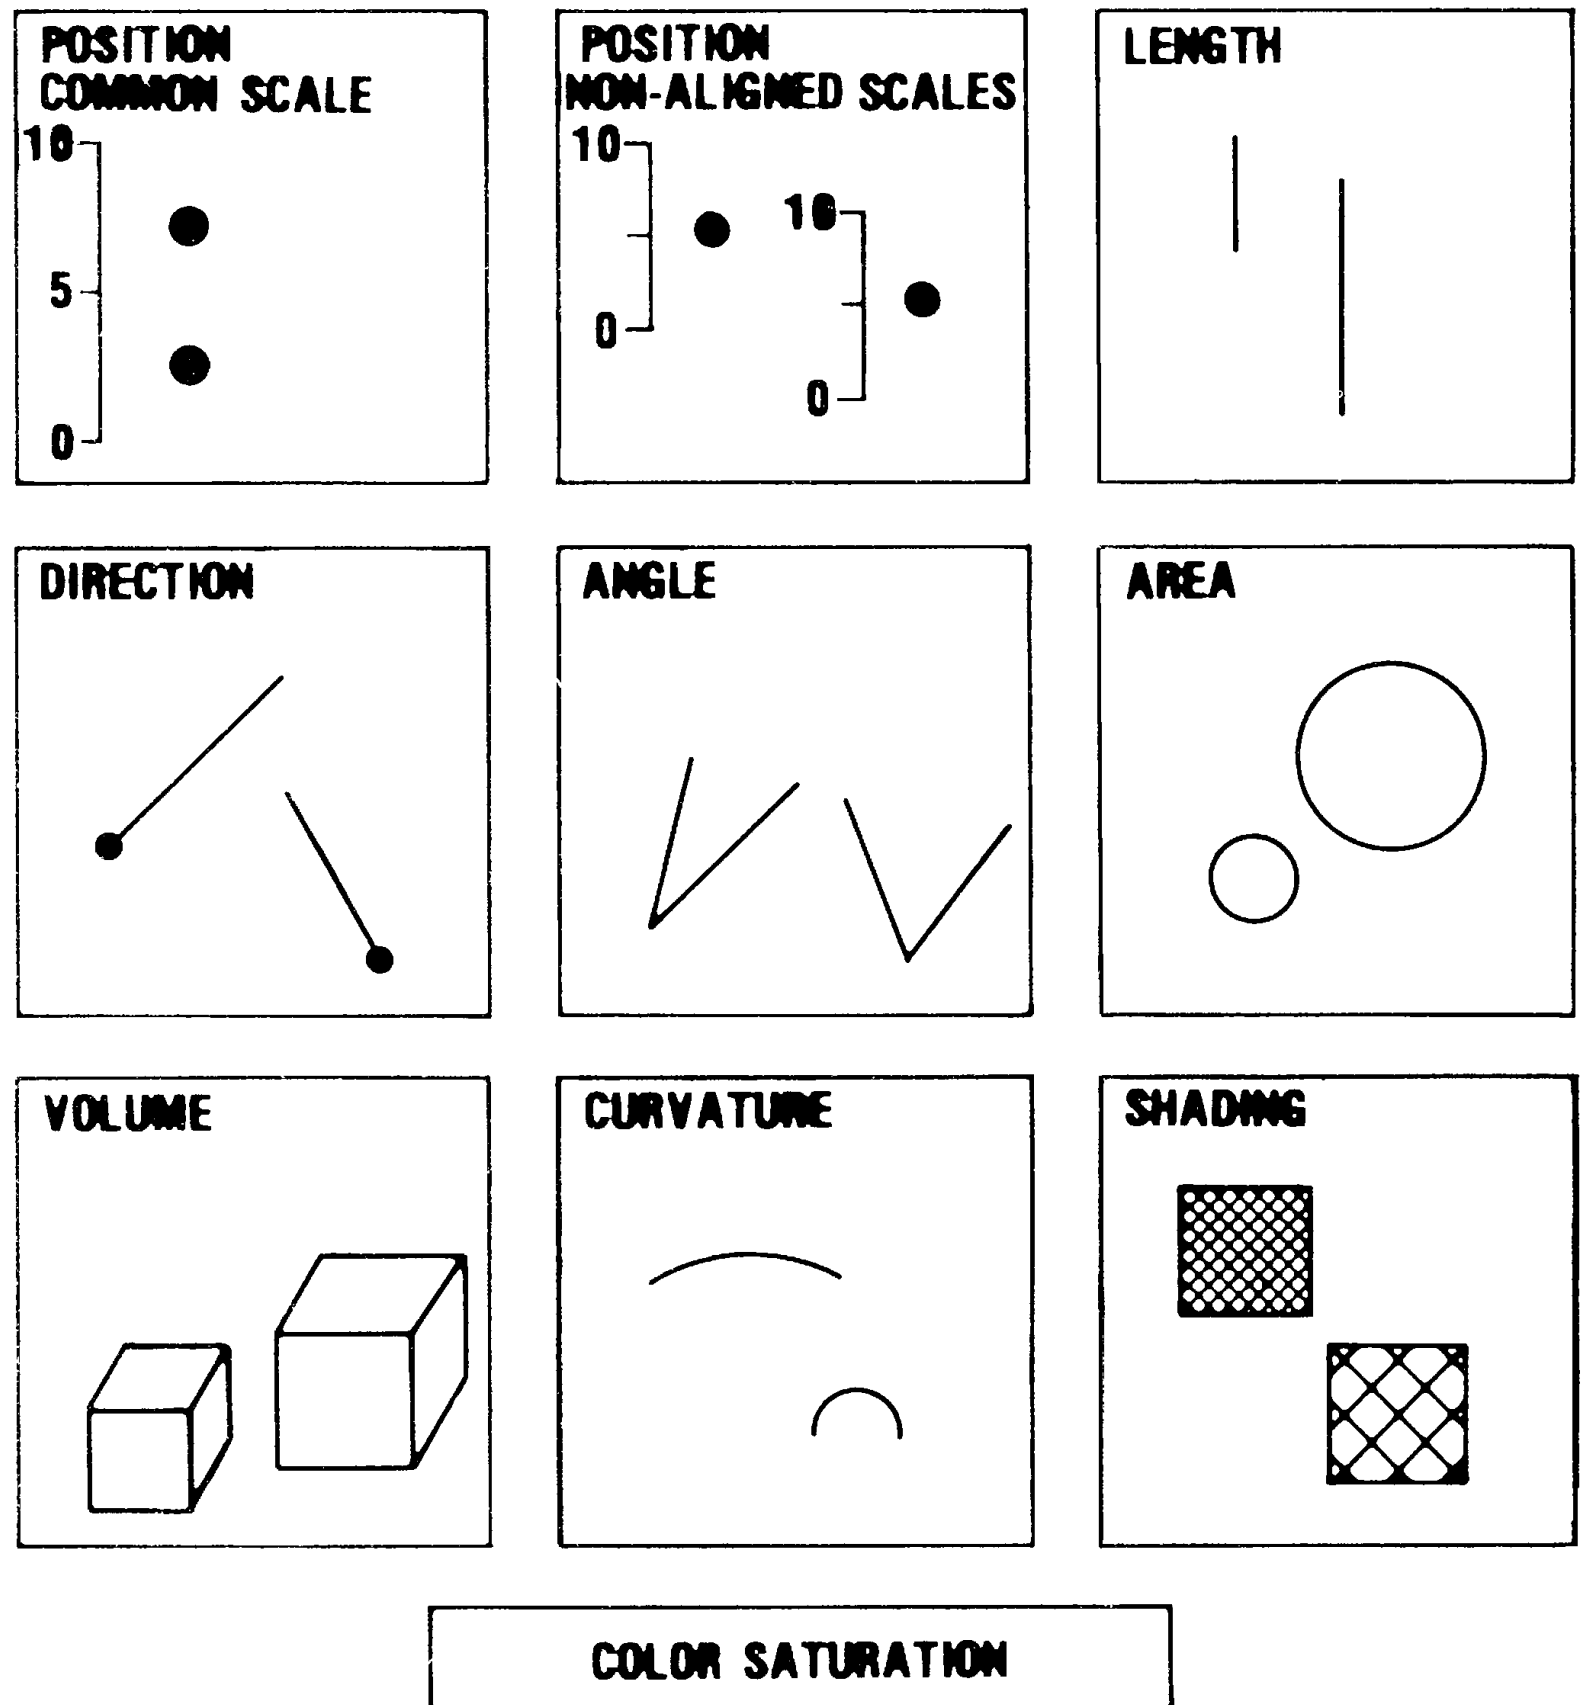 POSITION
COMMON SCALE
10
5
0
POSITION
NON-ALIGNED SCALES
10
0
10
0
LENGTH
DIRECTION
ANGLE
AREA
VOLUME
CURVATURE
SHADING
COLOR SATURATION